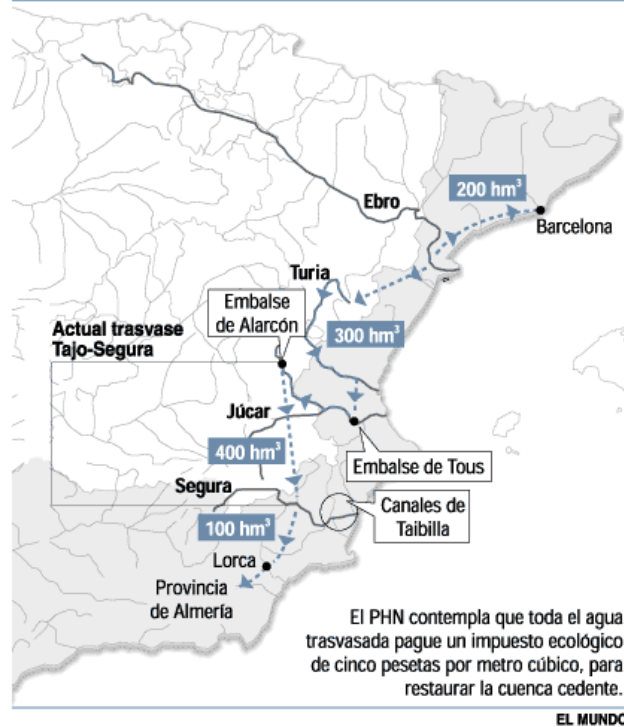 200 hm³
Ebro
Barcelona
Turia
Embalse
de Alarcón
300 hm³
Actual trasvase
Tajo-Segura
Júcar
400 hm³
Embalse de Tous
Segura
Canales de
Taibilla
100 hm³
Lorca
Provincia
de Almería
El PHN contempla que toda el agua
trasvasada pague un impuesto ecológico
de cinco pesetas por metro cúbico, para
restaurar la cuenca cedente.
EL MUNDO